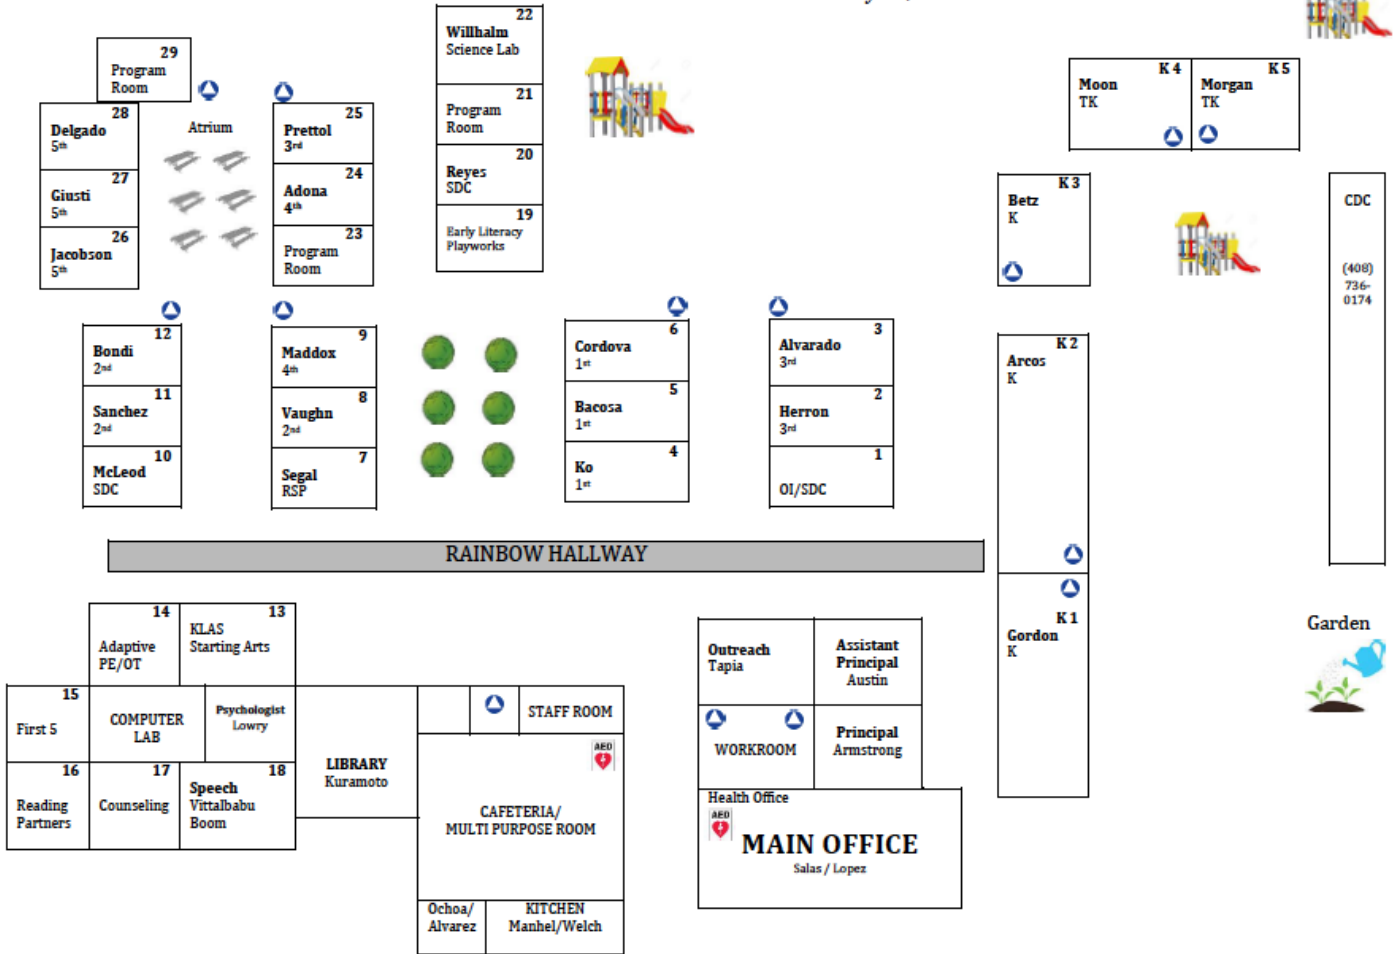 22
Willhalm
Science Lab
29
Program
Room
K 4
Moon
TK
K 5
Morgan
TK
21
Program
Room
28
Delgado
5th
Atrium
25
Prettol
3rd
20
Reyes
SDC
27
Giusti
5th
24
Adona
4th
K 3
Betz
K
CDC
(408)
736-
0174
19
Early Literacy
Playworks
26
Jacobson
5th
23
Program
Room
12
Bondi
2nd
9
Maddox
4th
6
Cordova
1st
3
Alvarado
3rd
K 2
Arcos
K
11
Sanchez
2nd
8
Vaughn
2nd
5
Bacosa
1st
2
Herron
3rd
10
McLeod
SDC
7
Segal
RSP
4
Ko
1st
1
OI/SDC
RAINBOW HALLWAY
14
Adaptive
PE/OT
13
KLAS
Starting Arts
K 1
Gordon
K
Garden
Outreach
Tapia
Assistant
Principal
Austin
15
First 5
COMPUTER
LAB
Psychologist
Lowry
STAFF ROOM
WORKROOM
Principal
Armstrong
AED
LIBRARY
Kuramoto
16
Reading
Partners
17
Counseling
18
Speech
Vittalbabu
Boom
CAFETERIA/
MULTI PURPOSE ROOM
Health Office
AED
MAIN OFFICE
Salas / Lopez
Ochoa/
Alvarez
KITCHEN
Manhel/Welch